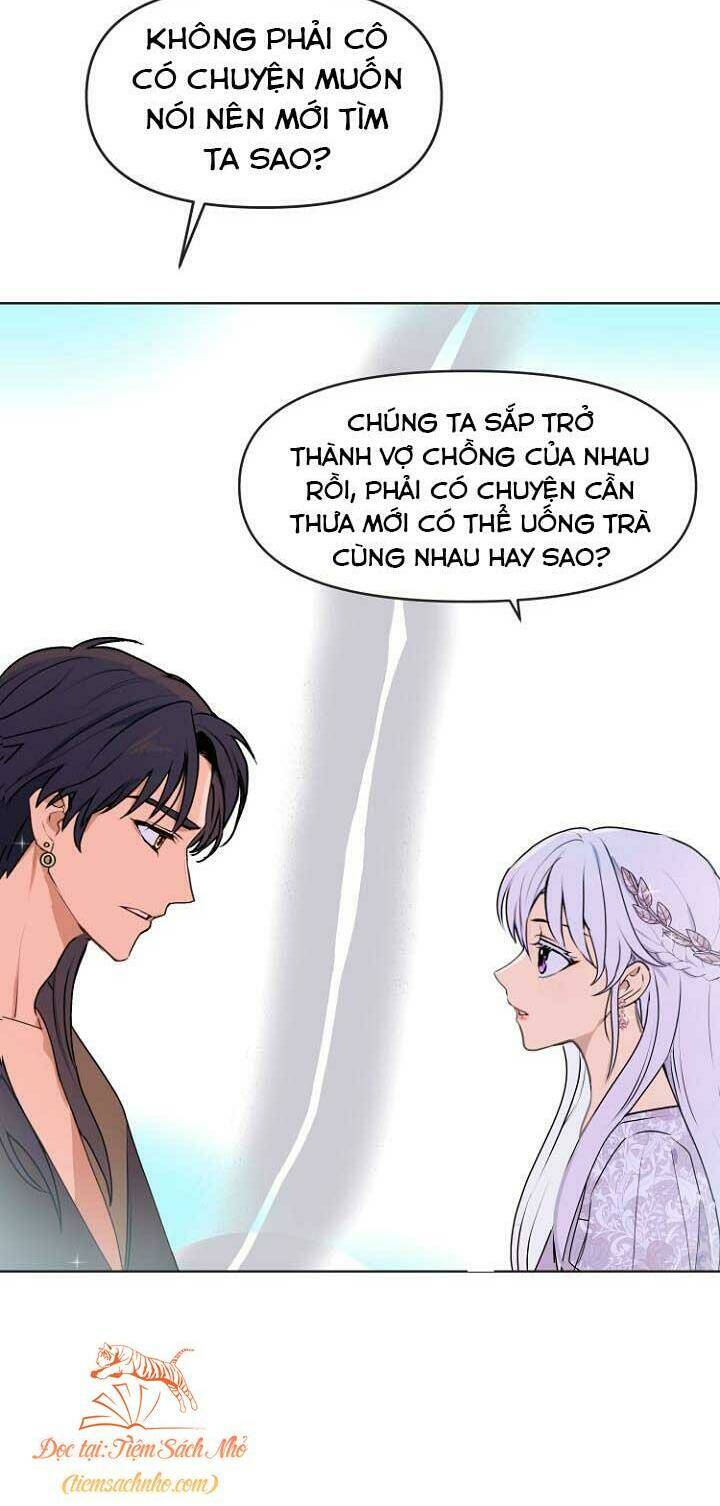 KHÔNG PHẢI CÔ
CÓ CHUYỆN MUỐN
NÓI NÊN MỚI TÌM
TA SAO?
CHÚNG TA SẮP TRỞ
THÀNH VỢ CHỒNG CỦA NHAU
RỒI, PHẢI CÓ CHUYỆN CẦN
THƯA MỚI CÓ THỂ UỐNG TRÀ
CÙNG NHAU HAY SAO?
Đọc tại: Tiệm Sách Nhỏ
(tiemsachnho.com)